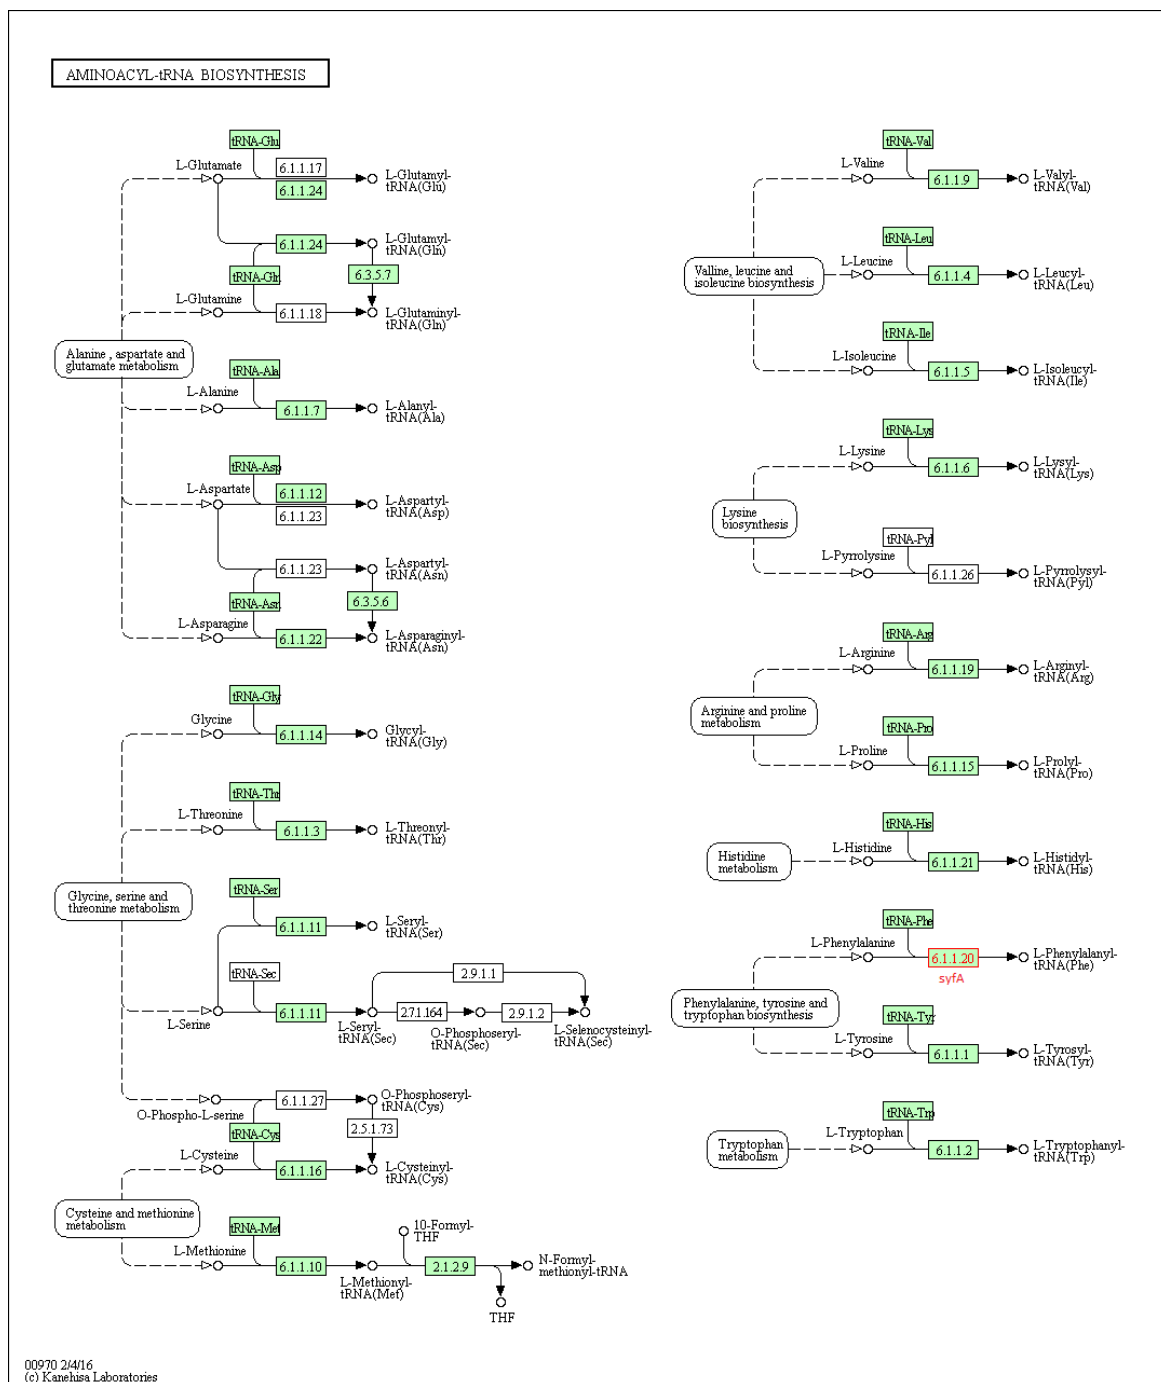 AMINOACYL-tRNA BIOSYNTHESIS
tRNA-Glu
L-Glutamate
6.1.1.17
6.1.1.24
L-Glutamyl-
tRNA(Glu)
6.1.1.24
L-Glutamyl-
tRNA(Gln)
tRNA-Gln
6.3.5.7
L-Glutamine
6.1.1.18
L-Glutaminyl-
tRNA(Gln)
Alanine , aspartate and
glutamate metabolism
tRNA-Ala
L-Alanine
6.1.1.7
L-Alanyl-
tRNA(Ala)
tRNA-Asp
L-Aspartate
6.1.1.12
6.1.1.23
L-Aspartyl-
tRNA(Asp)
6.1.1.23
L-Aspartyl-
tRNA(Asn)
tRNA-Asn
6.3.5.6
L-Asparagine
6.1.1.22
L-Asparaginyl-
tRNA(Asn)
tRNA-Gly
Glycine
6.1.1.14
Glycyl-
tRNA(Gly)
tRNA-Thr
L-Threonine
6.1.1.3
L-Threonyl-
tRNA(Thr)
Glycine, serine and
threonine metabolism
tRNA-Ser
6.1.1.11
L-Seryl-
tRNA(Ser)
tRNA-Sec
2.9.1.1
L-Serine
6.1.1.11
L-Seryl-
tRNA(Sec)
2.7.1.164
O-Phosphoseryl-
tRNA(Sec)
2.9.1.2
L-Selenocysteinyl-
tRNA(Sec)
O-Phospho-L-serine
6.1.1.27
O-Phosphoseryl-
tRNA(Cys)
tRNA-Cys
2.5.1.73
L-Cysteine
6.1.1.16
L-Cysteinyl-
tRNA(Cys)
Cysteine and methionine
metabolism
tRNA-Met
L-Methionine
6.1.1.10
L-Methionyl-
tRNA(Met)
10-Formyl-
THF
2.1.2.9
N-Formyl-
methionyl-tRNA
THF
tRNA-Val
L-Valine
6.1.1.9
L-Valyl-
tRNA(Val)
Valline, leucine and
isoleucine biosynthesis
tRNA-Leu
L-Leucine
6.1.1.4
L-Leucyl-
tRNA(Leu)
tRNA-Ile
L-Isoleucine
6.1.1.5
L-Isoleucyl-
tRNA(Ile)
tRNA-Lys
L-Lysine
6.1.1.6
L-Lysyl-
tRNA(Lys)
Lysine
biosynthesis
tRNA-Pyl
L-Pyrrolysine
6.1.1.26
L-Pyrrolysyl-
tRNA(Pyl)
tRNA-Arg
L-Arginine
6.1.1.19
L-Arginyl-
tRNA(Arg)
Arginine and proline
metabolism
tRNA-Pro
L-Proline
6.1.1.15
L-Prolyl-
tRNA(Pro)
tRNA-His
Histidine
metabolism
L-Histidine
6.1.1.21
L-Histidyl-
tRNA(His)
tRNA-Phe
L-Phenylalanine
6.1.1.20
syfA
L-Phenylalanyl-
tRNA(Phe)
Phenylalanine, tyrosine and
tryptophan biosynthesis
tRNA-Tyr
L-Tyrosine
6.1.1.1
L-Tyrosyl-
tRNA(Tyr)
tRNA-Trp
Tryptophan
metabolism
L-Tryptophan
6.1.1.2
L-Tryptophanyl-
tRNA(Trp)
00970 2/4/16
(c) Kanehisa Laboratories